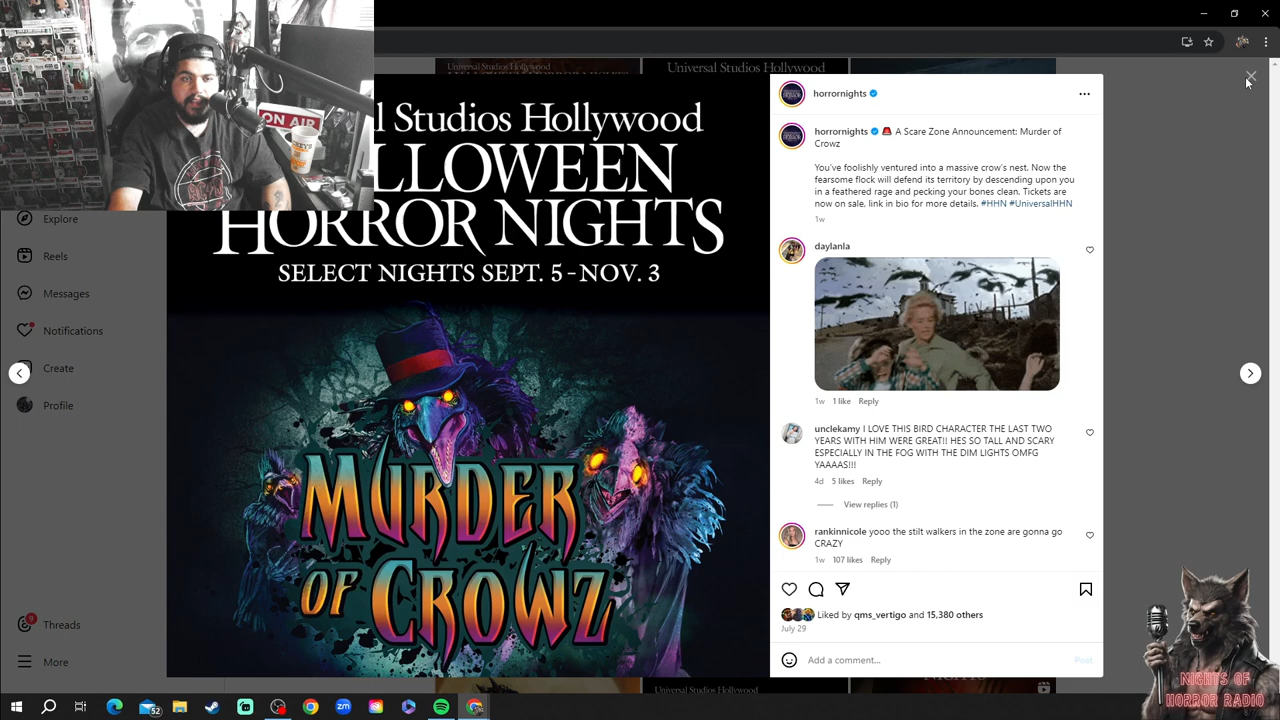 ON AIR
Universal Studios Hollywood
l Studios Hollywood
LLOWEEN
HORROR NIGHTS
SELECT NIGHTS SEPT. 5 - NOV. 3
MURDER
OF CROWZ
Explore
Reels
Messages
Notifications
Create
Profile
9
Threads
More
horrornights
horrornights 🚨 A Scare Zone Announcement: Murder of
Crowz
You've foolishly ventured into a massive crow's nest. Now the
fearsome flock will defend its territory by descending upon you
in a feathered rage and pecking your bones clean. Tickets are
now on sale, link in bio for more details. #HHN #UniversalHHN
1w
daylanla
1w 1 like Reply
unclekamy I LOVE THIS BIRD CHARACTER THE LAST TWO
YEARS WITH HIM WERE GREAT!! HES SO TALL AND SCARY
ESPECIALLY IN THE FOG WITH THE DIM LIGHTS OMFG
YAAAAS!!!
4d 5 likes Reply
View replies (1)
rankinnicole yooo the stilt walkers in the zone are gonna go
CRAZY
1w 107 likes Reply
Liked by qms_vertigo and 15,380 others
July 29
Add a comment...
Post
NIGHTS OF
HORROR RADIO
52
zm